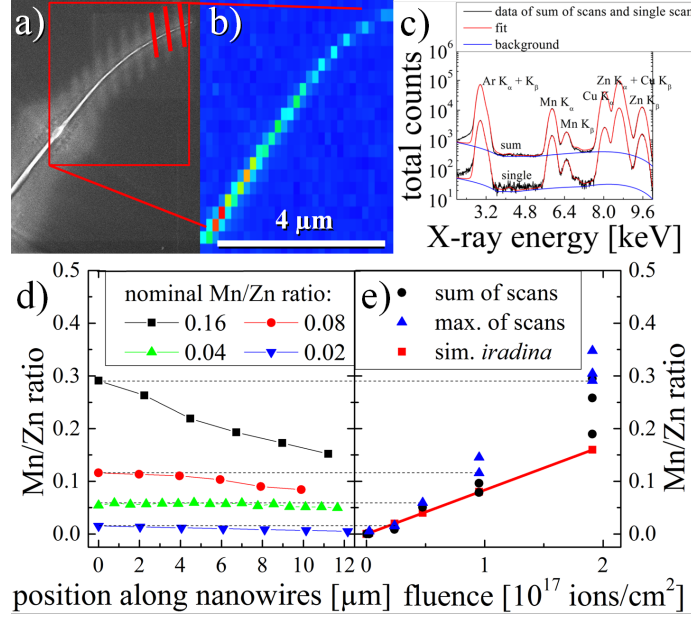 a)
b)
4 µm
c)
data of sum of scans and single scan
fit
background
total counts
10⁶
10⁵
10⁴
10³
10²
10¹
Ar Kα + Kβ
Mn Kα
Mn Kβ
Cu Kα
Zn Kα + Cu Kβ
Zn Kβ
sum
single
3.2 4.8 6.4 8.0 9.6
X-ray energy [keV]
d)
nominal Mn/Zn ratio:
0.16 0.08
0.04 0.02
Mn/Zn ratio
0.5
0.4
0.3
0.2
0.1
0.0
0 2 4 6 8 10 12
position along nanowires [µm]
e)
sum of scans
max. of scans
sim. iradina
0.5
0.4
0.3
0.2
0.1
0.0
Mn/Zn ratio
0 1 2
fluence [10¹⁷ ions/cm²]